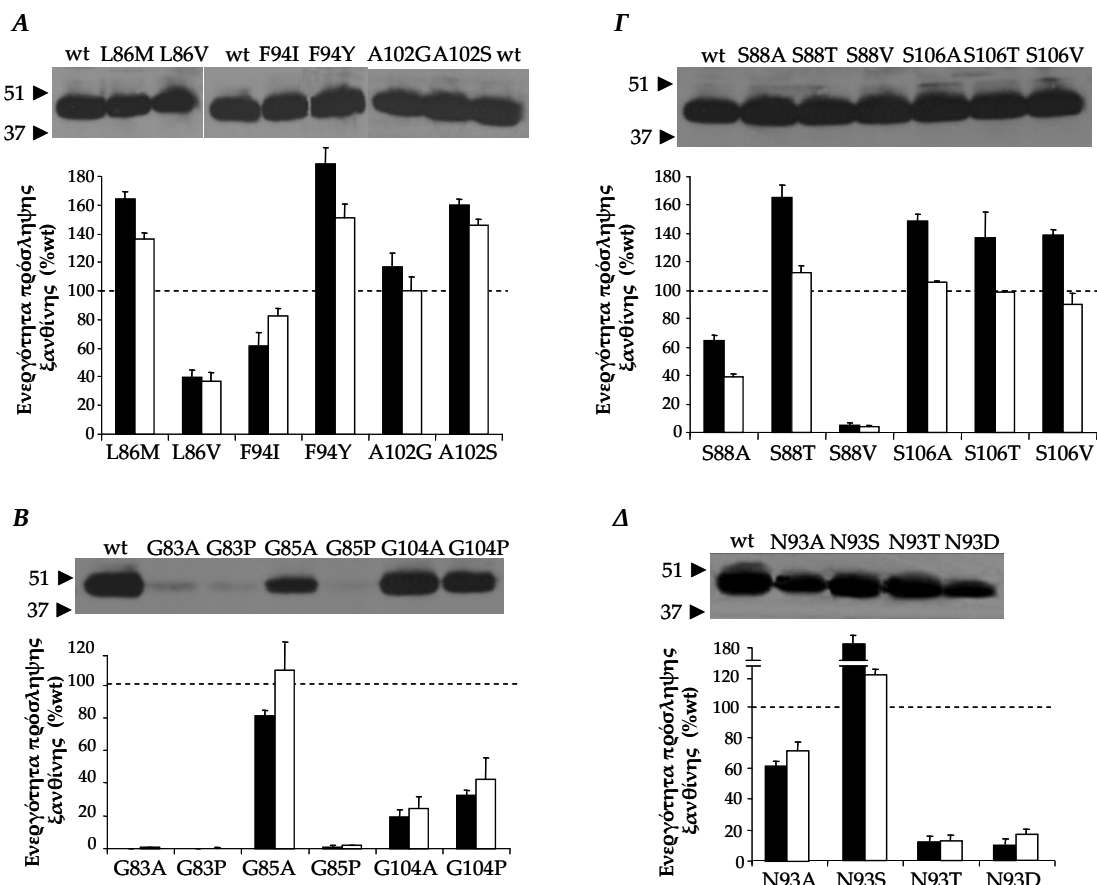 A
wt L86M L86V wt F94I F94Y A102G A102S wt
51
37
Ενεργότητα πρόσληψης
ξανθίνης (%wt)
180
160
140
120
100
80
60
40
20
0
L86M L86V F94I F94Y A102G A102S
Γ
wt S88A S88T S88V S106A S106T S106V
51
37
Ενεργότητα πρόσληψης
ξανθίνης (%wt)
180
160
140
120
100
80
60
40
20
0
S88A S88T S88V S106A S106T S106V
B
wt G83A G83P G85A G85P G104A G104P
51
37
Ενεργότητα πρόσληψης
ξανθίνης (%wt)
120
100
80
60
40
20
0
G83A G83P G85A G85P G104A G104P
Δ
wt N93A N93S N93T N93D
51
37
Ενεργότητα πρόσληψης
ξανθίνης (%wt)
180
120
100
80
60
40
20
0
N93A N93S N93T N93D